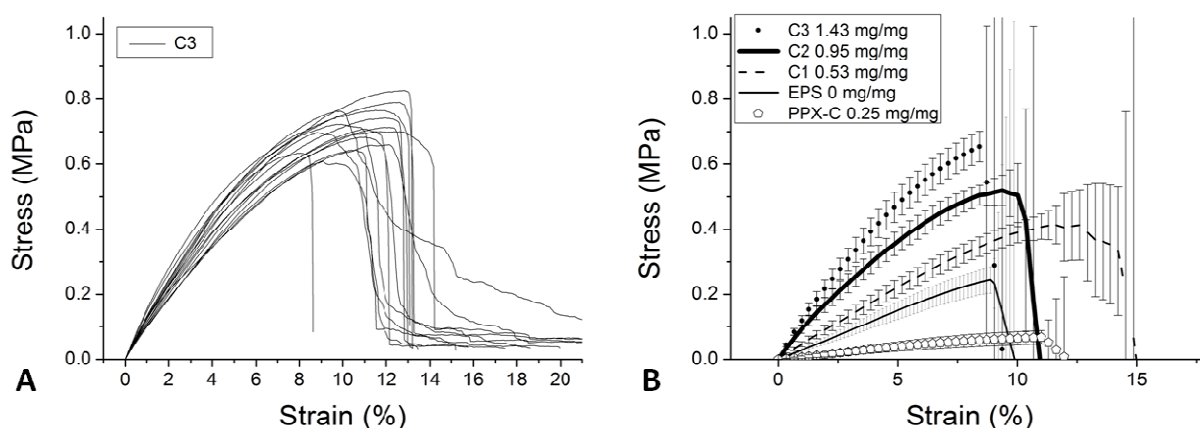 C3
Stress (MPa)
1.0
0.8
0.6
0.4
0.2
0.0
0 2 4 6 8 10 12 14 16 18 20
Strain (%)
A
C3 1.43 mg/mg
C2 0.95 mg/mg
C1 0.53 mg/mg
EPS 0 mg/mg
PPX-C 0.25 mg/mg
Stress (MPa)
1.0
0.8
0.6
0.4
0.2
0.0
0 5 10 15
Strain (%)
B